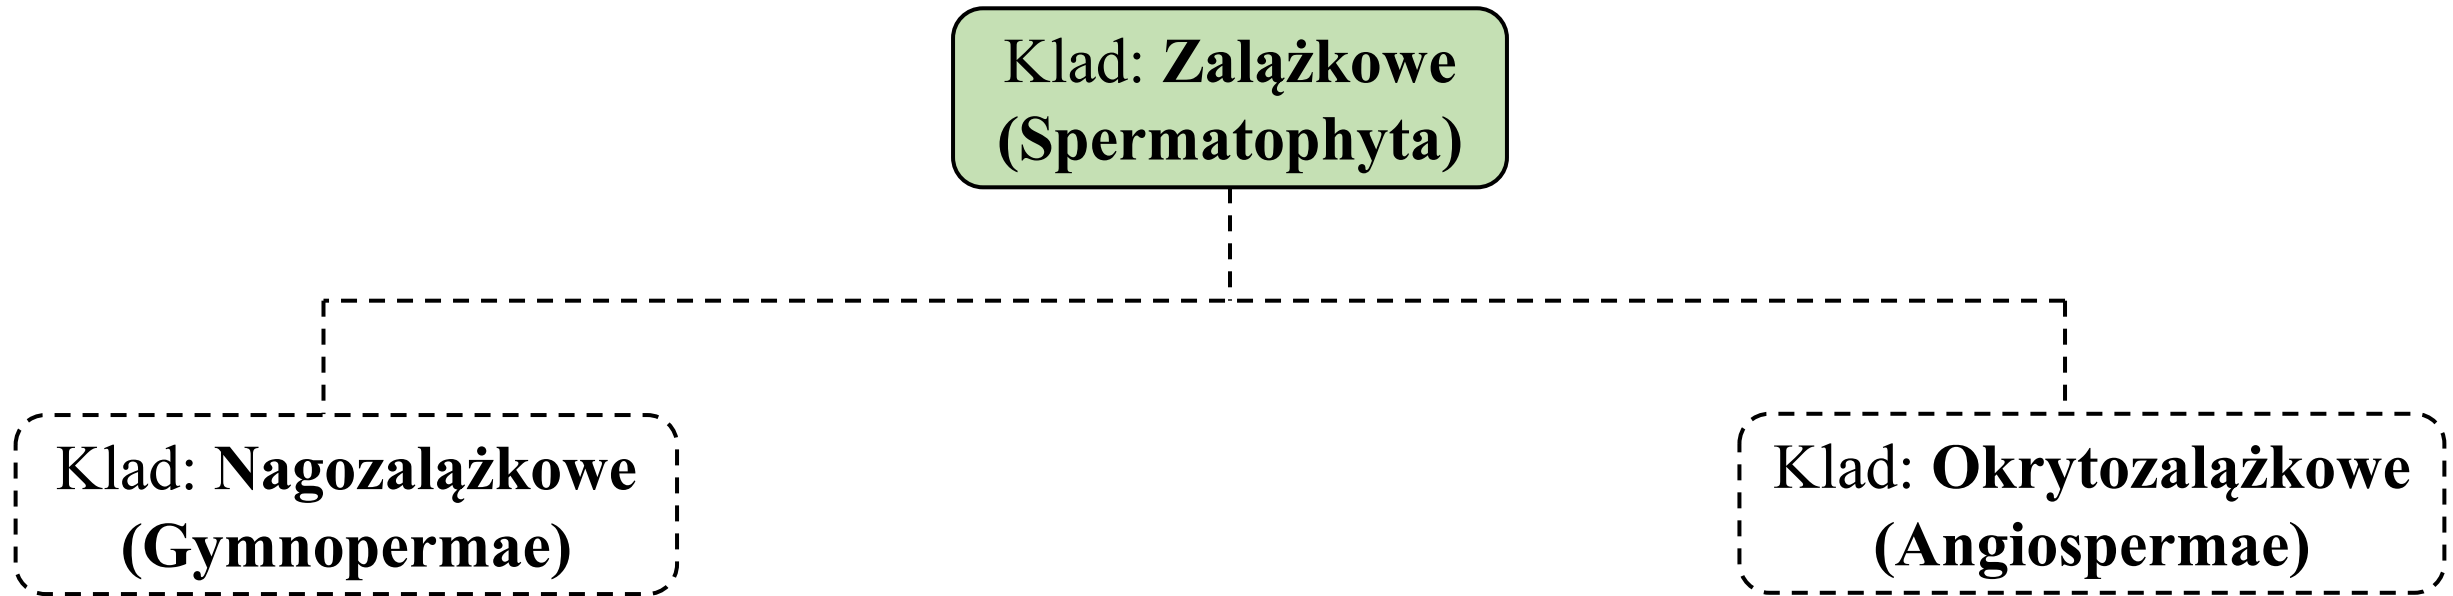 Klad: Zalążkowe
(Spermatophyta)
Klad: Nagozalążkowe
(Gymnopermae)
Klad: Okrytozalążkowe
(Angiospermae)